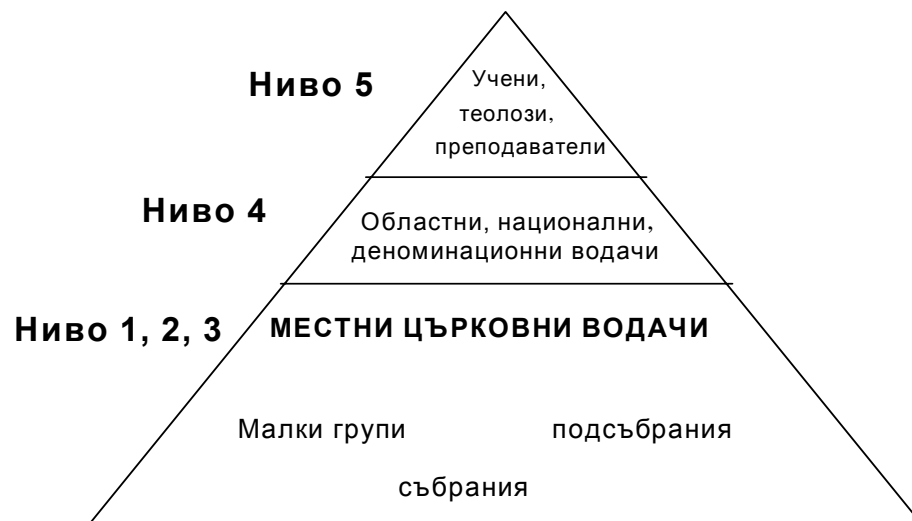 Ниво 5
Учени,
теолози,
преподаватели
Ниво 4
Областни, национални,
деноминационни водачи
Ниво 1, 2, 3
МЕСТНИ ЦЪРКОВНИ ВОДАЧИ
Малки групи
подсъбрания
събрания